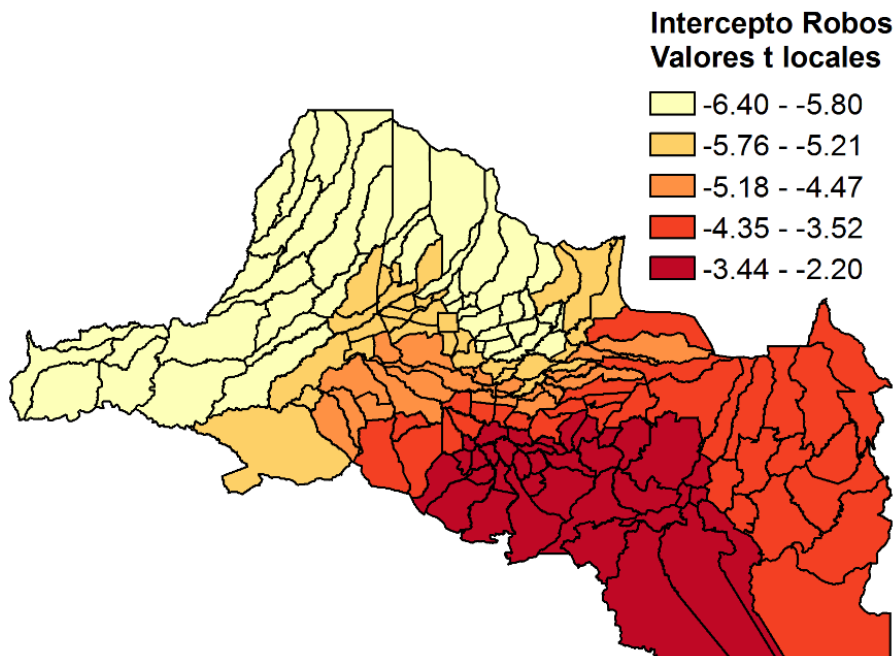 Intercepto Robos
Valores t locales
-6.40 - -5.80
-5.76 - -5.21
-5.18 - -4.47
-4.35 - -3.52
-3.44 - -2.20